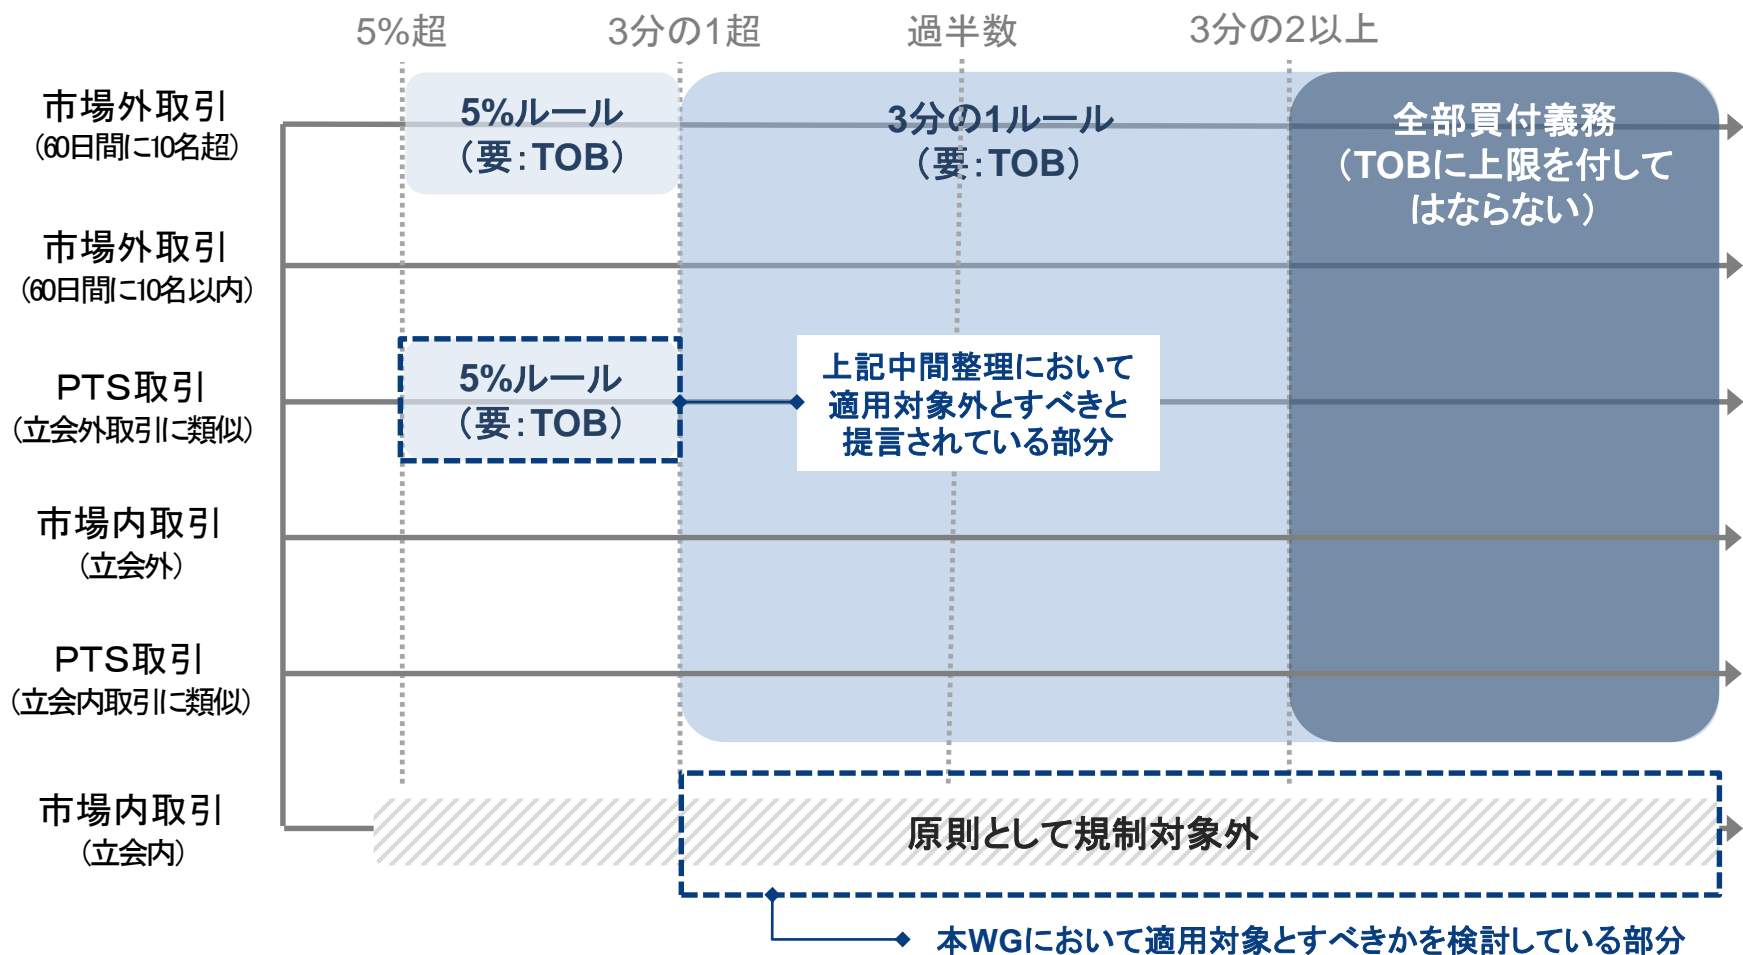 5%超
3分の1超
過半数
3分の2以上
市場外取引
（60日間に10名超）
5%ルール
（要：TOB）
3分の1ルール
（要：TOB）
全部買付義務
（TOBに上限を付して
はならない）
市場外取引
（60日間に10名以内）
PTS取引
（立会外取引に類似）
5%ルール
（要：TOB）
上記中間整理において
適用対象外とすべきと
提言されている部分
市場内取引
（立会外）
PTS取引
（立会内取引に類似）
市場内取引
（立会内）
原則として規制対象外
本WGにおいて適用対象とすべきかを検討している部分